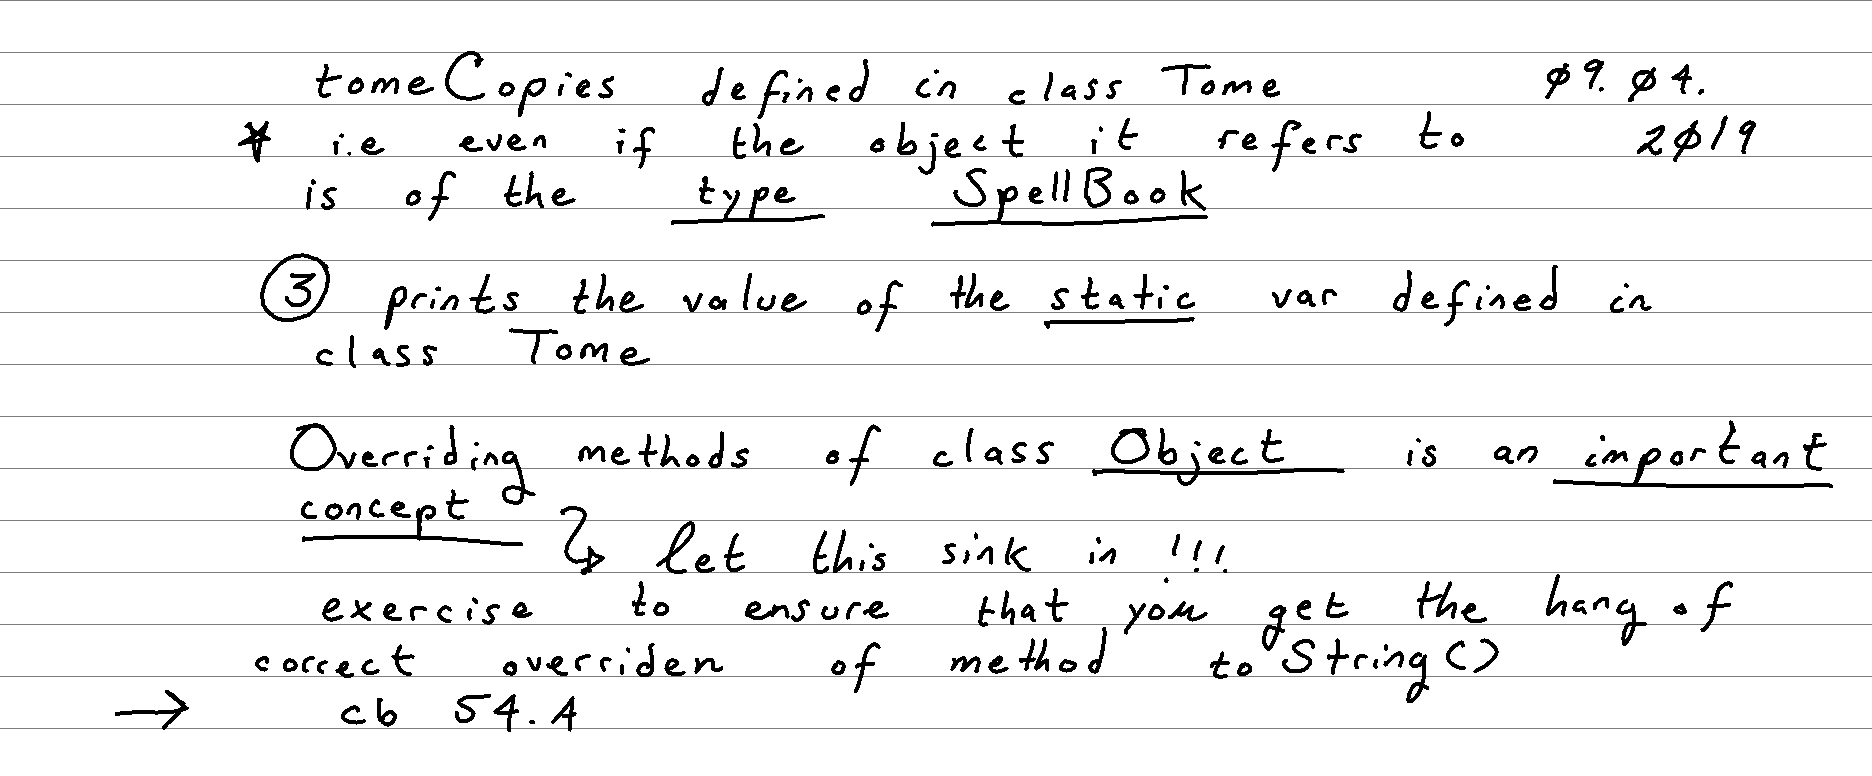 tomeCopies defined in class Tome ø9. ø4.
* i.e even if the object it refers to 2ø19
is of the type SpellBook
③ prints the value of the static var defined in
class Tome
Overriding methods of class Object is an important
concept
↳ let this sink in !!!
exercise to ensure that you get the hang of
correct overriden of method toString()
→ cb 54.A